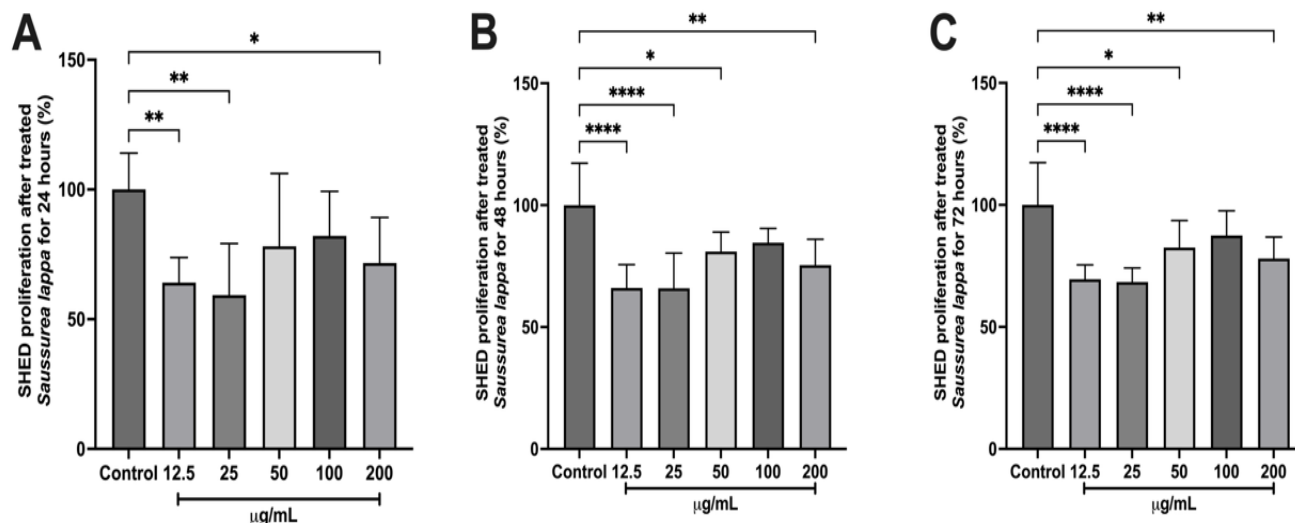 A
SHED proliferation after treated
Saussurea lappa for 24 hours (%)
150
100
50
0
*
**
**
Control 12.5 25 50 100 200
μg/mL
B
SHED proliferation after treated
Saussurea lappa for 48 hours (%)
150
100
50
0
**
*
****
****
Control 12.5 25 50 100 200
μg/mL
C
SHED proliferation after treated
Saussurea lappa for 72 hours (%)
150
100
50
0
**
*
****
****
Control 12.5 25 50 100 200
μg/mL